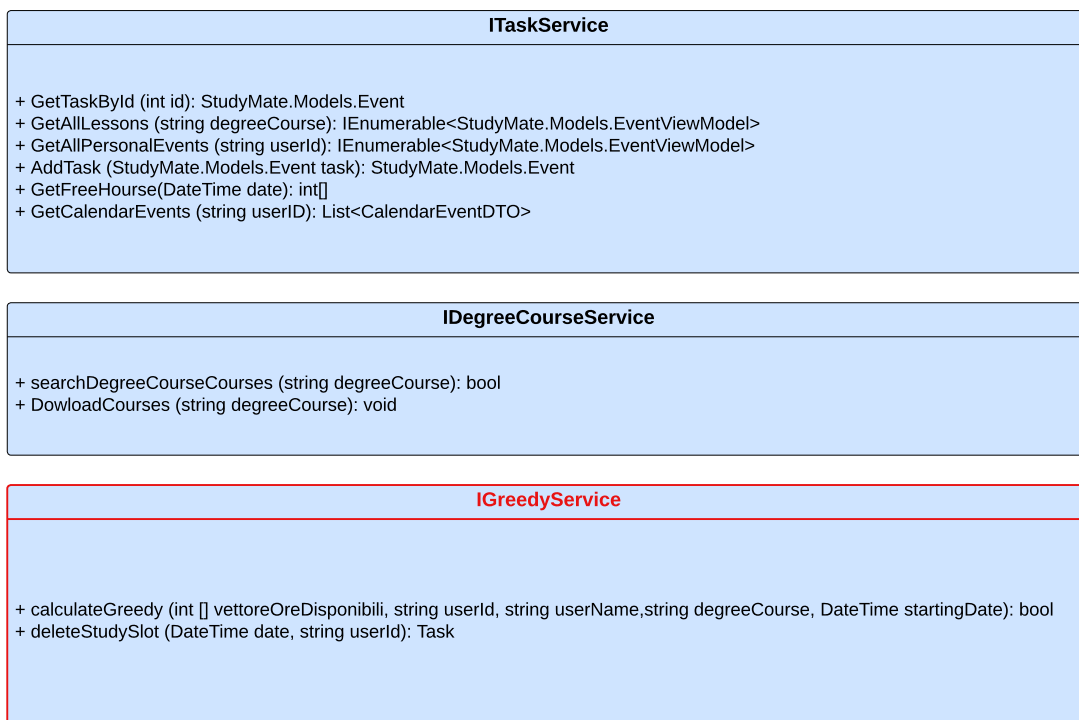 ITaskService
+ GetTaskById (int id): StudyMate.Models.Event
+ GetAllLessons (string degreeCourse): IEnumerable<StudyMate.Models.EventViewModel>
+ GetAllPersonalEvents (string userId): IEnumerable<StudyMate.Models.EventViewModel>
+ AddTask (StudyMate.Models.Event task): StudyMate.Models.Event
+ GetFreeHourse(DateTime date): int[]
+ GetCalendarEvents (string userID): List<CalendarEventDTO>
IDegreeCourseService
+ searchDegreeCourseCourses (string degreeCourse): bool
+ DowloadCourses (string degreeCourse): void
IGreedyService
+ calculateGreedy (int [] vettoreOreDisponibili, string userId, string userName,string degreeCourse, DateTime startingDate): bool
+ deleteStudySlot (DateTime date, string userId): Task